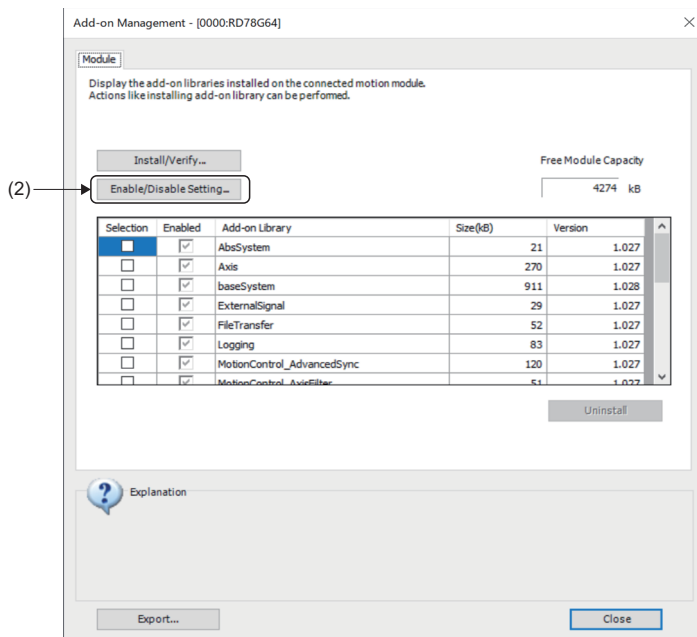 Add-on Management - [0000:RD78G64]
Module
Display the add-on libraries installed on the connected motion module.
Actions like installing add-on library can be performed.
Install/Verify...
Free Module Capacity
(2)
Enable/Disable Setting...
4274 kB
Selection Enabled Add-on Library Size(kB) Version
AbsSystem 21 1.027
Axis 270 1.027
baseSystem 911 1.028
ExternalSignal 29 1.027
FileTransfer 52 1.027
Logging 83 1.027
MotionControl_AdvancedSync 120 1.027
MotionControl_AxisFilter 51 1.027
Uninstall
Explanation
Export...
Close